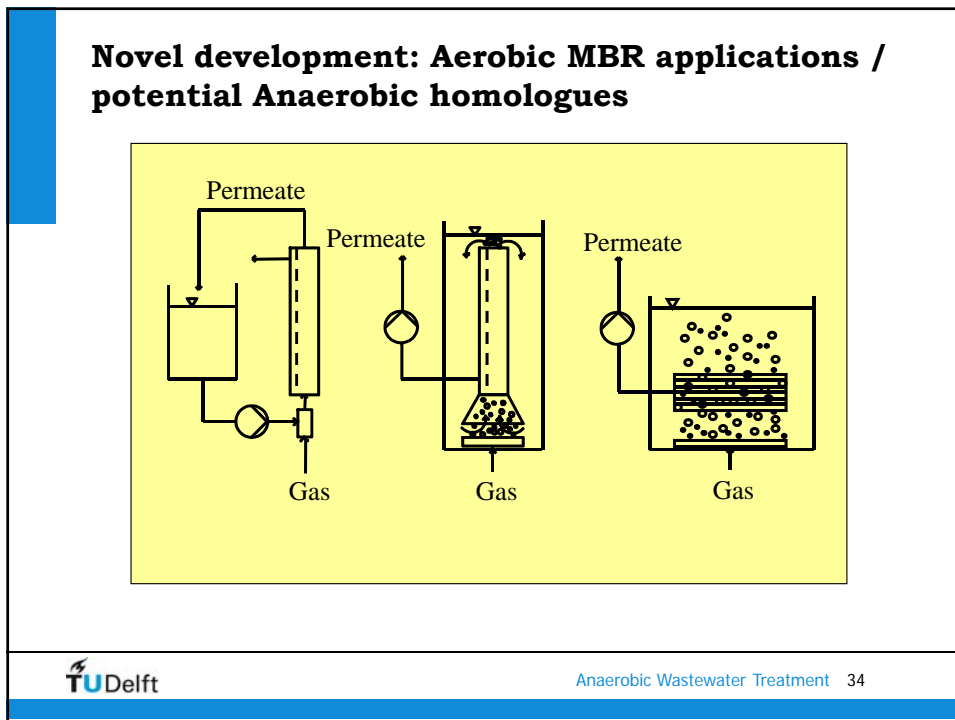 Novel development: Aerobic MBR applications /
potential Anaerobic homologues
Permeate
Permeate
Permeate
Gas
Gas
Gas
TUDelft
Anaerobic Wastewater Treatment 34